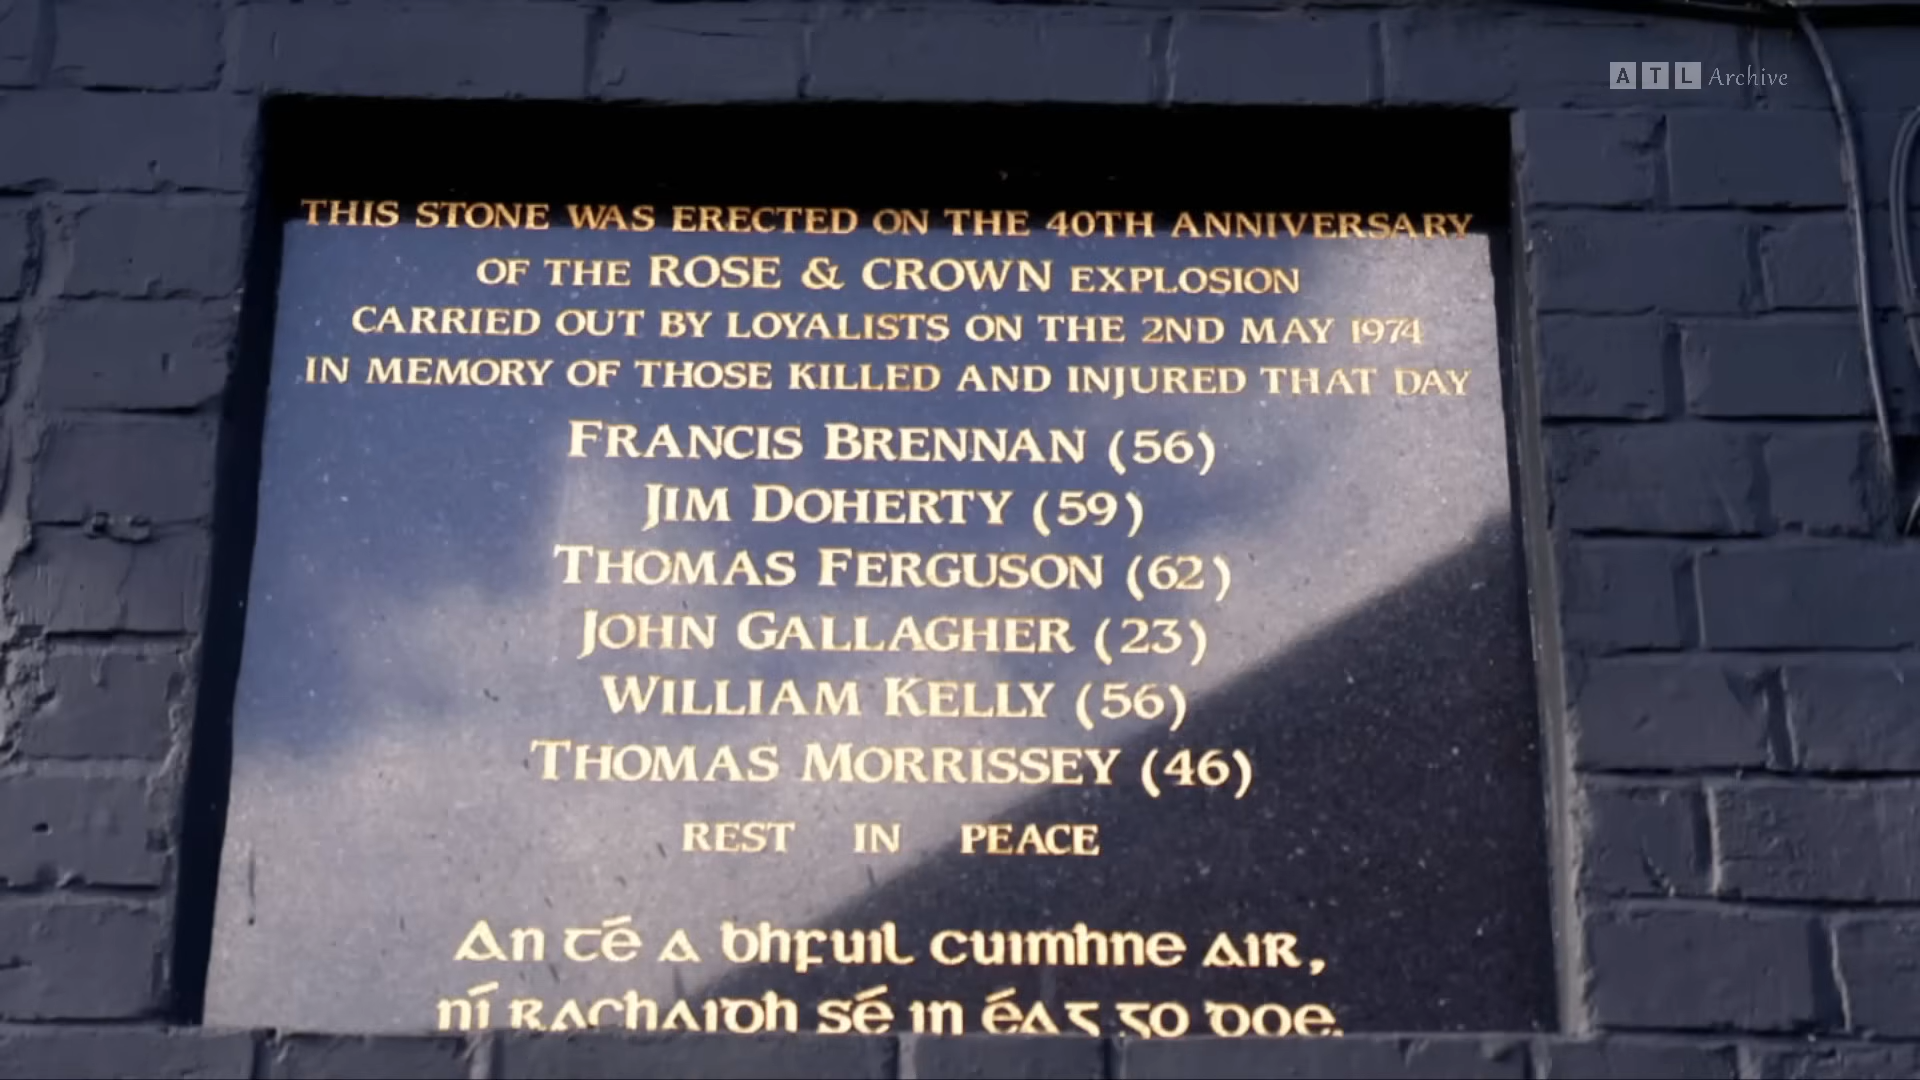 ATL Archive
THIS STONE WAS ERECTED ON THE 40TH ANNIVERSARY
OF THE ROSE & CROWN EXPLOSION
CARRIED OUT BY LOYALISTS ON THE 2ND MAY 1974
IN MEMORY OF THOSE KILLED AND INJURED THAT DAY
FRANCIS BRENNAN (56)
JIM DOHERTY (59)
THOMAS FERGUSON (62)
JOHN GALLAGHER (23)
WILLIAM KELLY (56)
THOMAS MORRISSEY (46)
REST IN PEACE
An té a bhfuil cuimhne air,
ní rachaidh sé in éag go doe.